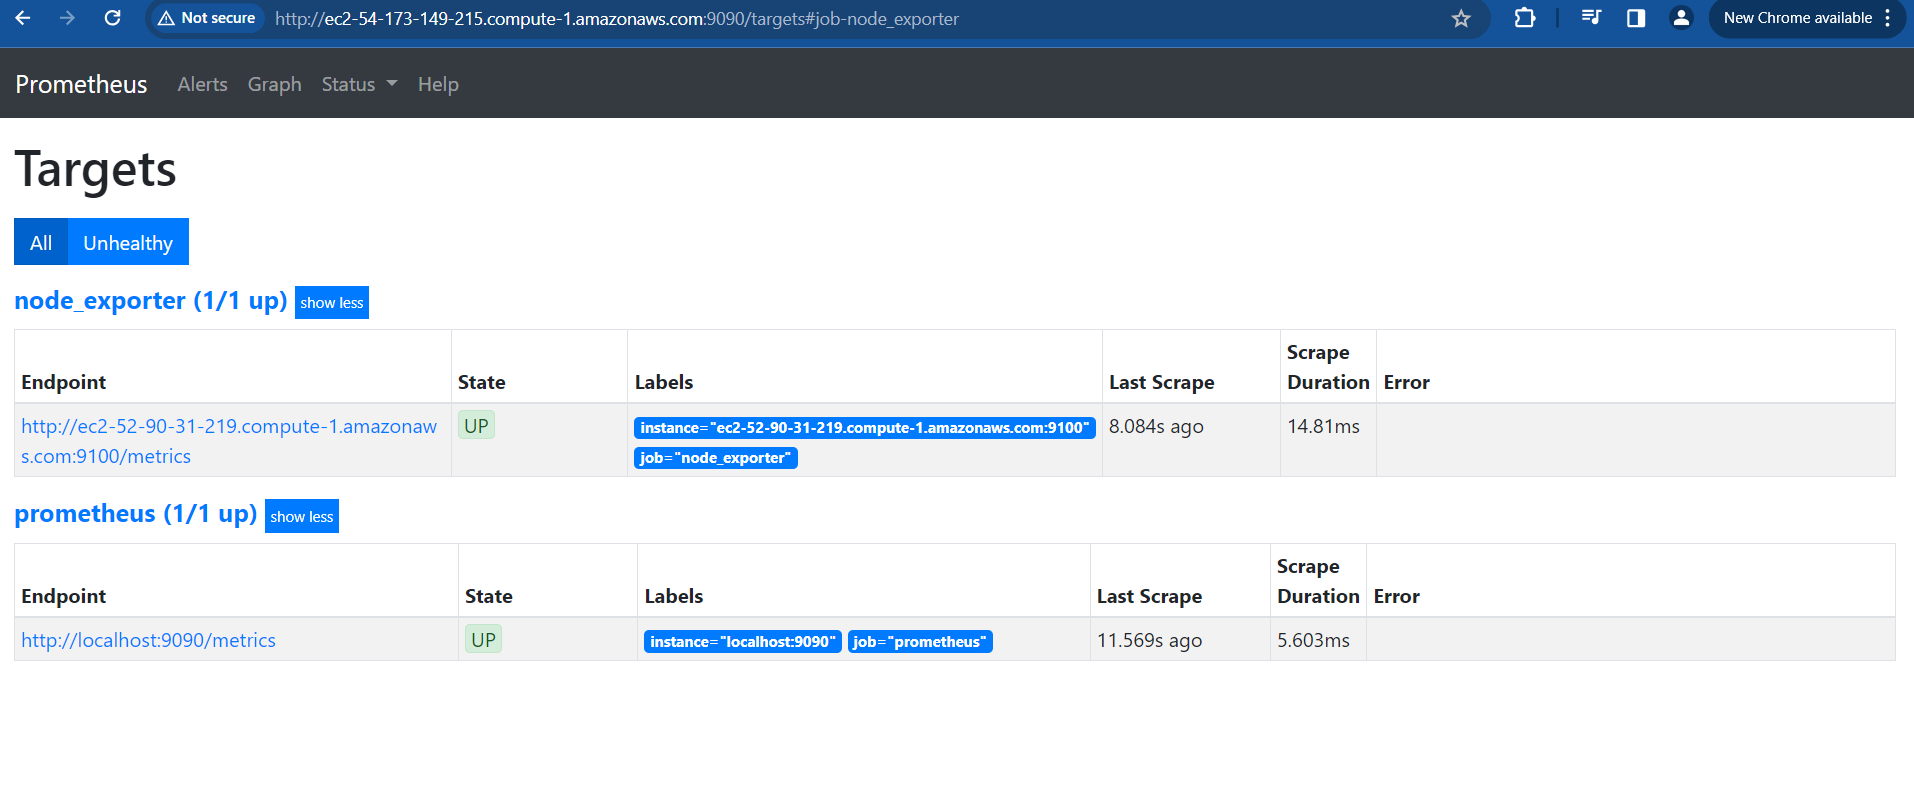 Not secure http://ec2-54-173-149-215.compute-1.amazonaws.com:9090/targets#job-node_exporter New Chrome available
Prometheus Alerts Graph Status Help
Targets
All Unhealthy
node_exporter (1/1 up) show less
Endpoint State Labels Last Scrape Scrape Duration Error
http://ec2-52-90-31-219.compute-1.amazonaw
s.com:9100/metrics
UP
instance="ec2-52-90-31-219.compute-1.amazonaws.com:9100"
job="node_exporter"
8.084s ago
14.81ms
prometheus (1/1 up) show less
Endpoint State Labels Last Scrape Scrape Duration Error
http://localhost:9090/metrics UP instance="localhost:9090" job="prometheus" 11.569s ago 5.603ms